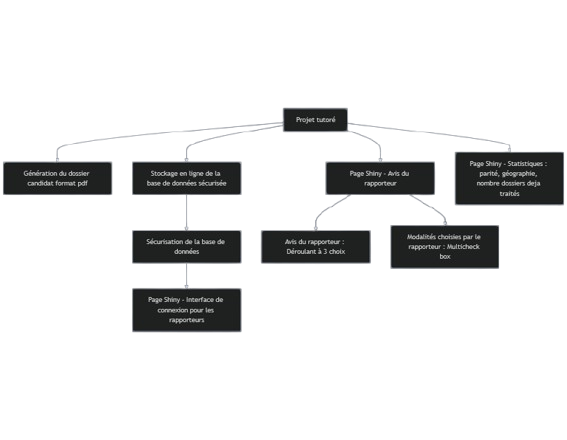 Projet tutoré
Génération du dossier
candidat format pdf
Stockage en ligne de la
base de données sécurisée
Page Shiny - Avis du
rapporteur
Page Shiny - Statistiques :
parité, géographie,
nombre dossiers deja
traités
Sécurisation de la base de
données
Avis du rapporteur :
Déroulant à 3 choix
Modalités choisies par le
rapporteur : Multicheck
box
Page Shiny - Interface de
connexion pour les
rapporteurs